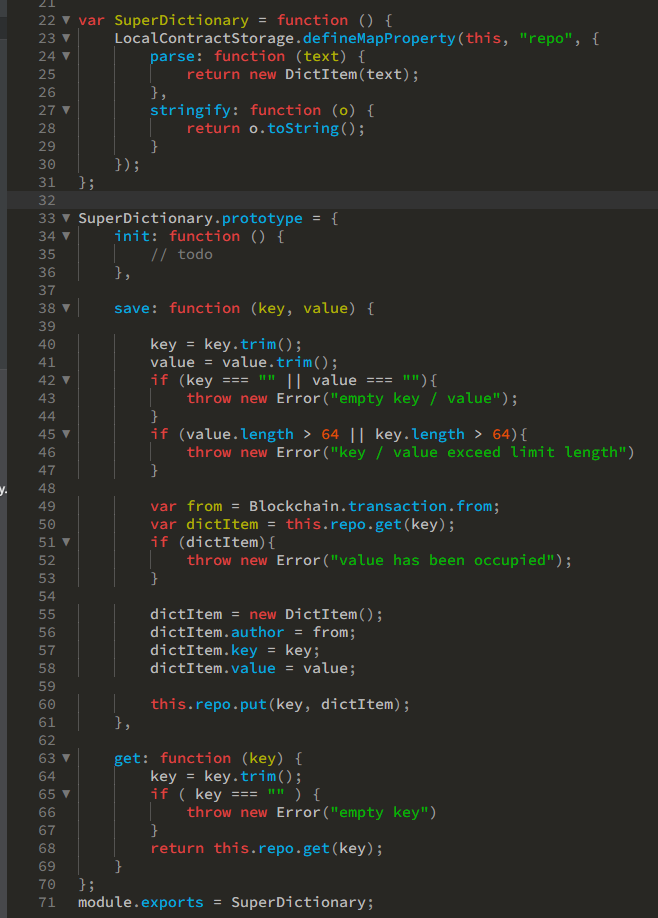 21
22 var SuperDictionary = function () {
23 LocalContractStorage.defineMapProperty(this, "repo", {
24 parse: function (text) {
25 return new DictItem(text);
26 },
27 stringify: function (o) {
28 return o.toString();
29 }
30 });
31 };
32
33 SuperDictionary.prototype = {
34 init: function () {
35 // todo
36 },
37
38 save: function (key, value) {
39
40 key = key.trim();
41 value = value.trim();
42 if (key === "" || value === ""){
43 throw new Error("empty key / value");
44 }
45 if (value.length > 64 || key.length > 64){
46 throw new Error("key / value exceed limit length")
47 }
48
49 var from = Blockchain.transaction.from;
50 var dictItem = this.repo.get(key);
51 if (dictItem){
52 throw new Error("value has been occupied");
53 }
54
55 dictItem = new DictItem();
56 dictItem.author = from;
57 dictItem.key = key;
58 dictItem.value = value;
59
60 this.repo.put(key, dictItem);
61 },
62
63 get: function (key) {
64 key = key.trim();
65 if ( key === "" ) {
66 throw new Error("empty key")
67 }
68 return this.repo.get(key);
69 }
70 };
71 module.exports = SuperDictionary;